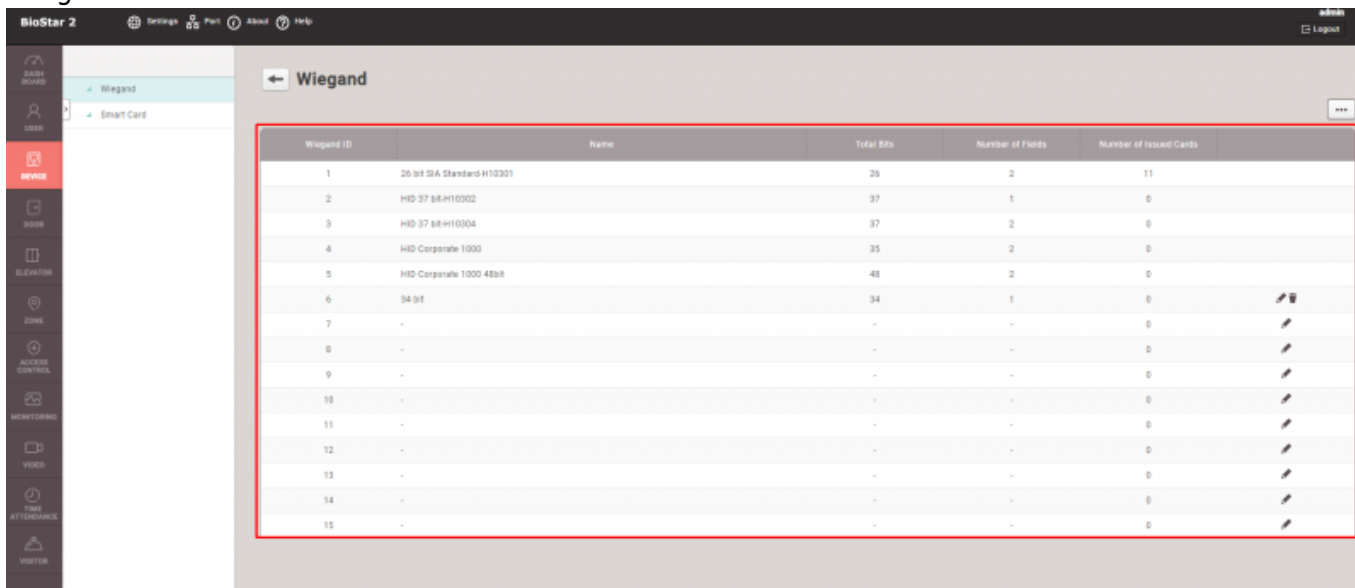 BioStar 2
Settings
Port
About
Help
admin
Logout
DASH BOARD
USER
DEVICE
DOOR
ELEVATOR
ZONE
ACCESS CONTROL
MONITORING
VIDEO
TIME ATTENDANCE
VISITOR
Wiegand
Smart Card
Wiegand
Wiegand ID Name Total Bits Number of Fields Number of Issued Cards
1 26 bit SIA Standard-H10301 26 2 11
2 HID 37 bit-H10302 37 1 0
3 HID 37 bit-H10304 37 2 0
4 HID Corporate 1000 35 2 0
5 HID Corporate 1000 48bit 48 2 0
6 34 bit 34 1 0
7 - - - 0
8 - - - 0
9 - - - 0
10 - - - 0
11 - - - 0
12 - - - 0
13 - - - 0
14 - - - 0
15 - - - 0